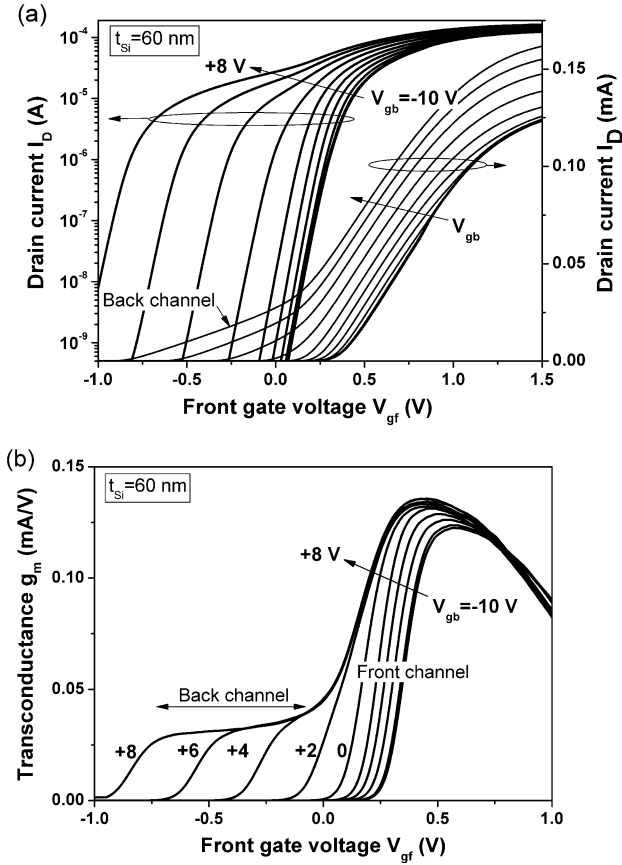 (a)
t_Si=60 nm
+8 V
V_gb=-10 V
V_gb
Back channel
10^-4
10^-5
10^-6
10^-7
10^-8
10^-9
Drain current I_D (A)
0.15
0.10
0.05
0.00
Drain current I_D (mA)
-1.0 -0.5 0.0 0.5 1.0 1.5
Front gate voltage V_gf (V)
(b)
t_Si=60 nm
+8 V
V_gb=-10 V
Front channel
Back channel
+8 +6 +4 +2 0
0.15
0.10
0.05
0.00
Transconductance g_m (mA/V)
-1.0 -0.5 0.0 0.5 1.0
Front gate voltage V_gf (V)